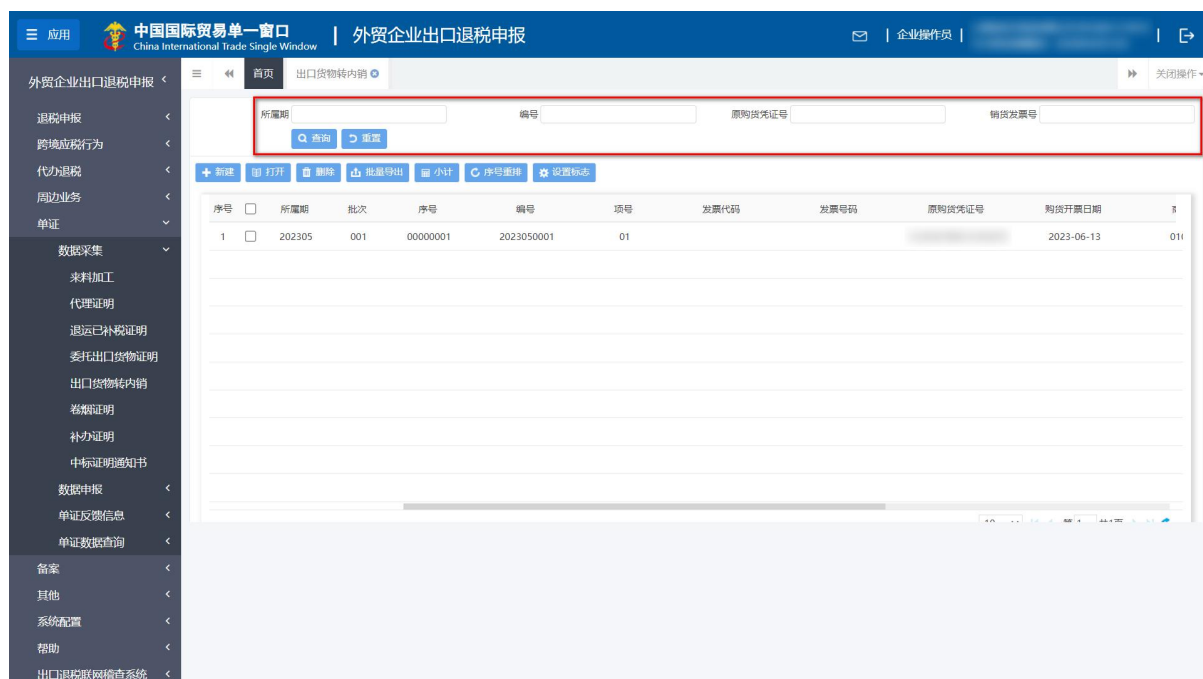 应用
中国国际贸易单一窗口
China International Trade Single Window
外贸企业出口退税申报
企业操作员
外贸企业出口退税申报
首页 出口货物转内销 关闭操作
退税申报
跨境应税行为
代办退税
周边业务
单证
数据采集
来料加工
代理证明
退运已补税证明
委托出口货物证明
出口货物转内销
卷烟证明
补办证明
中标证明通知书
数据申报
单证反馈信息
单证数据查询
备案
其他
系统配置
帮助
出口退税联网稽查系统
所属期 编号 原购货凭证号 销货发票号
查询 重置
新建 打开 删除 批量导出 小计 序号重排 设置标志
序号 所属期 批次 序号 编号 项号 发票代码 发票号码 原购货凭证号 购货开票日期
1 202305 001 00000001 2023050001 01 2023-06-13 01